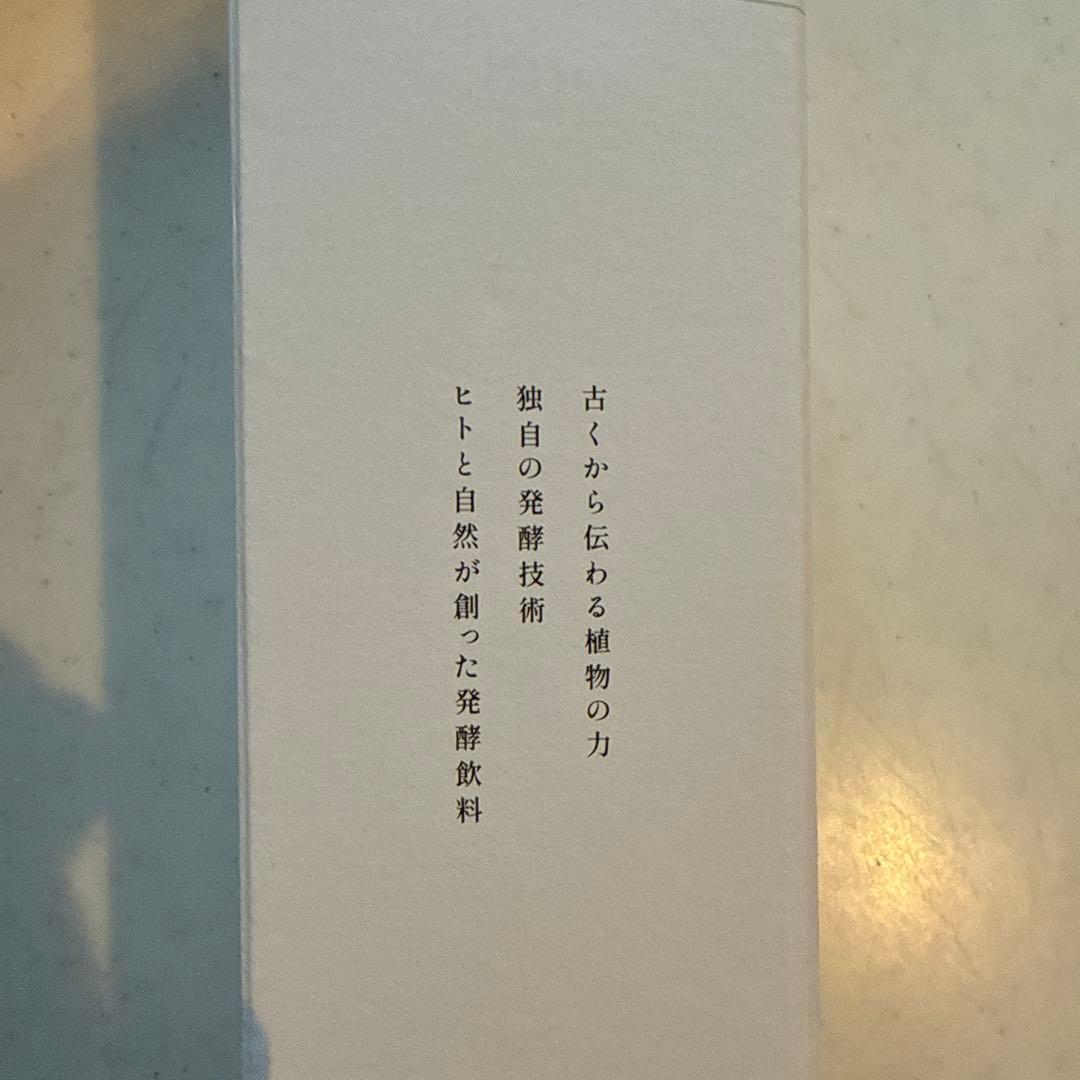 古くから伝わる植物の力
独自の発酵技術
ヒトと自然が創った発酵飲料